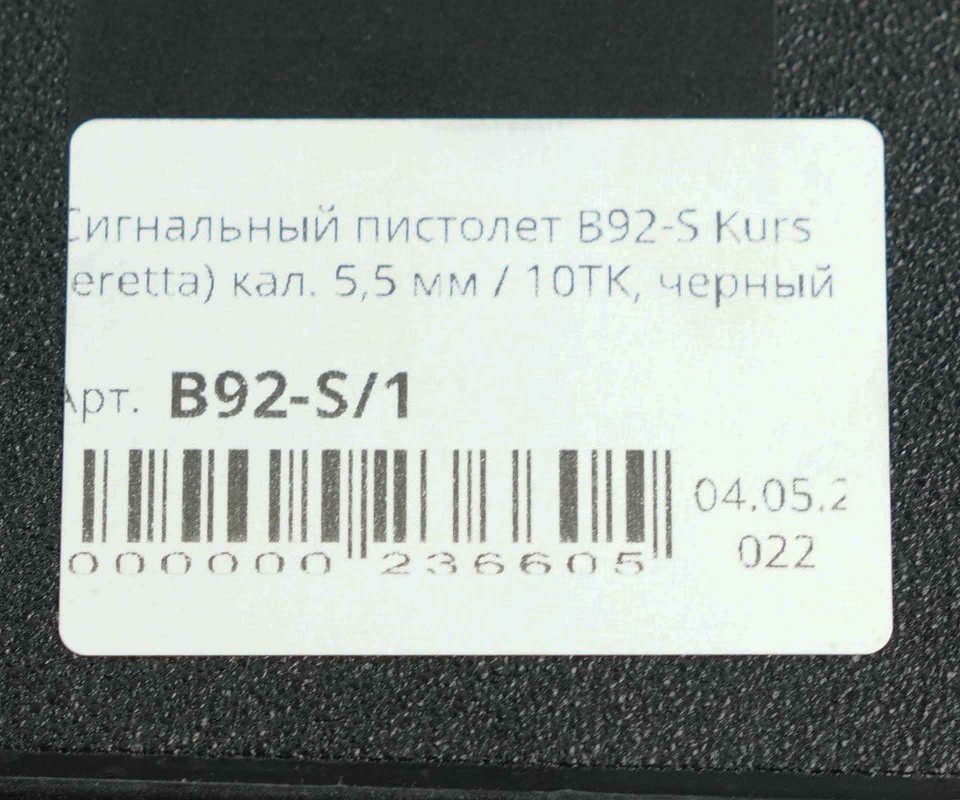 Сигнальный пистолет B92-S Kurs
eretta) кал. 5,5 мм / 10ТК, черный
Арт. B92-S/1
04.05.2
022
000000 236605